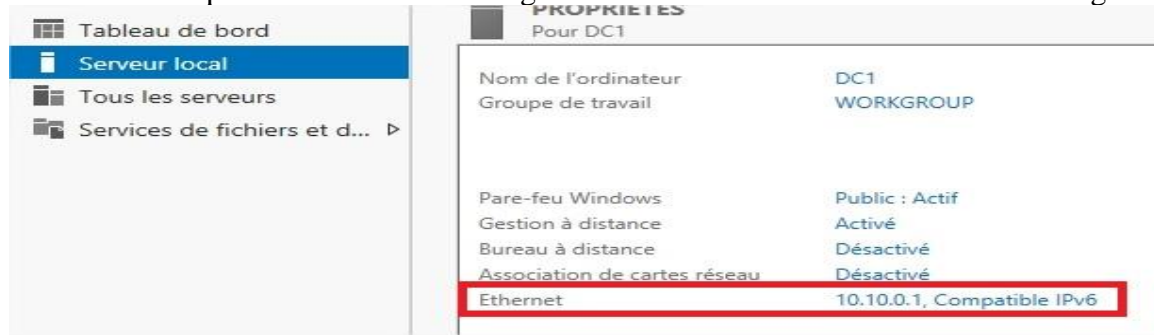 PROPRIÉTÉS
Pour DC1
Tableau de bord
Serveur local
Tous les serveurs
Services de fichiers et d...
Nom de l'ordinateur DC1
Groupe de travail WORKGROUP
Pare-feu Windows Public : Actif
Gestion à distance Activé
Bureau à distance Désactivé
Association de cartes réseau Désactivé
Ethernet 10.10.0.1, Compatible IPv6